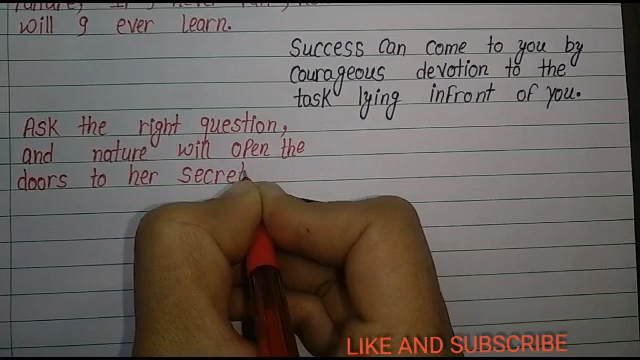 will I ever learn.
Success can come to you by
courageous devotion to the
task lying infront of you.
Ask the right question,
and nature will open the
doors to her secret
LIKE AND SUBSCRIBE